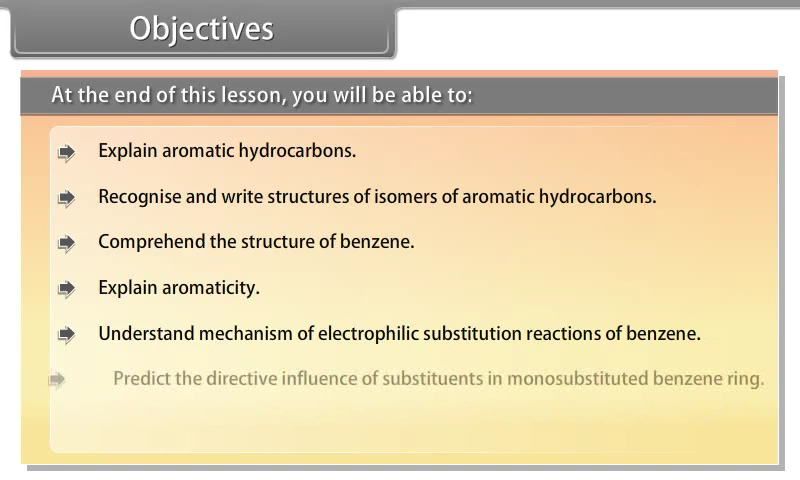 Objectives
At the end of this lesson, you will be able to:
Explain aromatic hydrocarbons.
Recognise and write structures of isomers of aromatic hydrocarbons.
Comprehend the structure of benzene.
Explain aromaticity.
Understand mechanism of electrophilic substitution reactions of benzene.
Predict the directive influence of substituents in monosubstituted benzene ring.